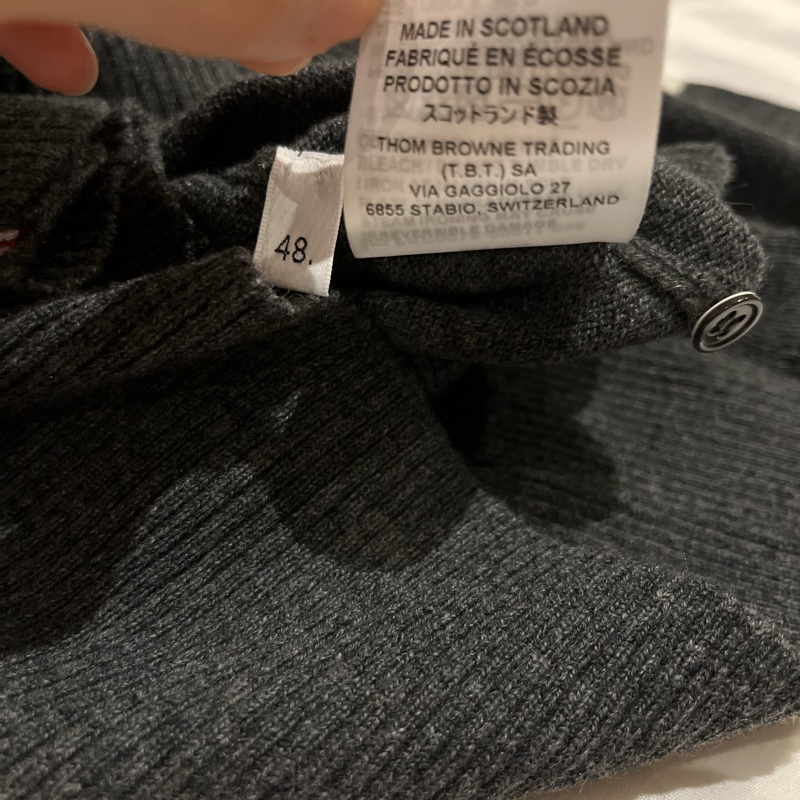 MADE IN SCOTLAND
FABRIQUÉ EN ÉCOSSE
PRODOTTO IN SCOZIA
スコットランド製
THOM BROWNE TRADING
(T.B.T.) SA
VIA GAGGIOLO 27
6855 STABIO, SWITZERLAND
48.